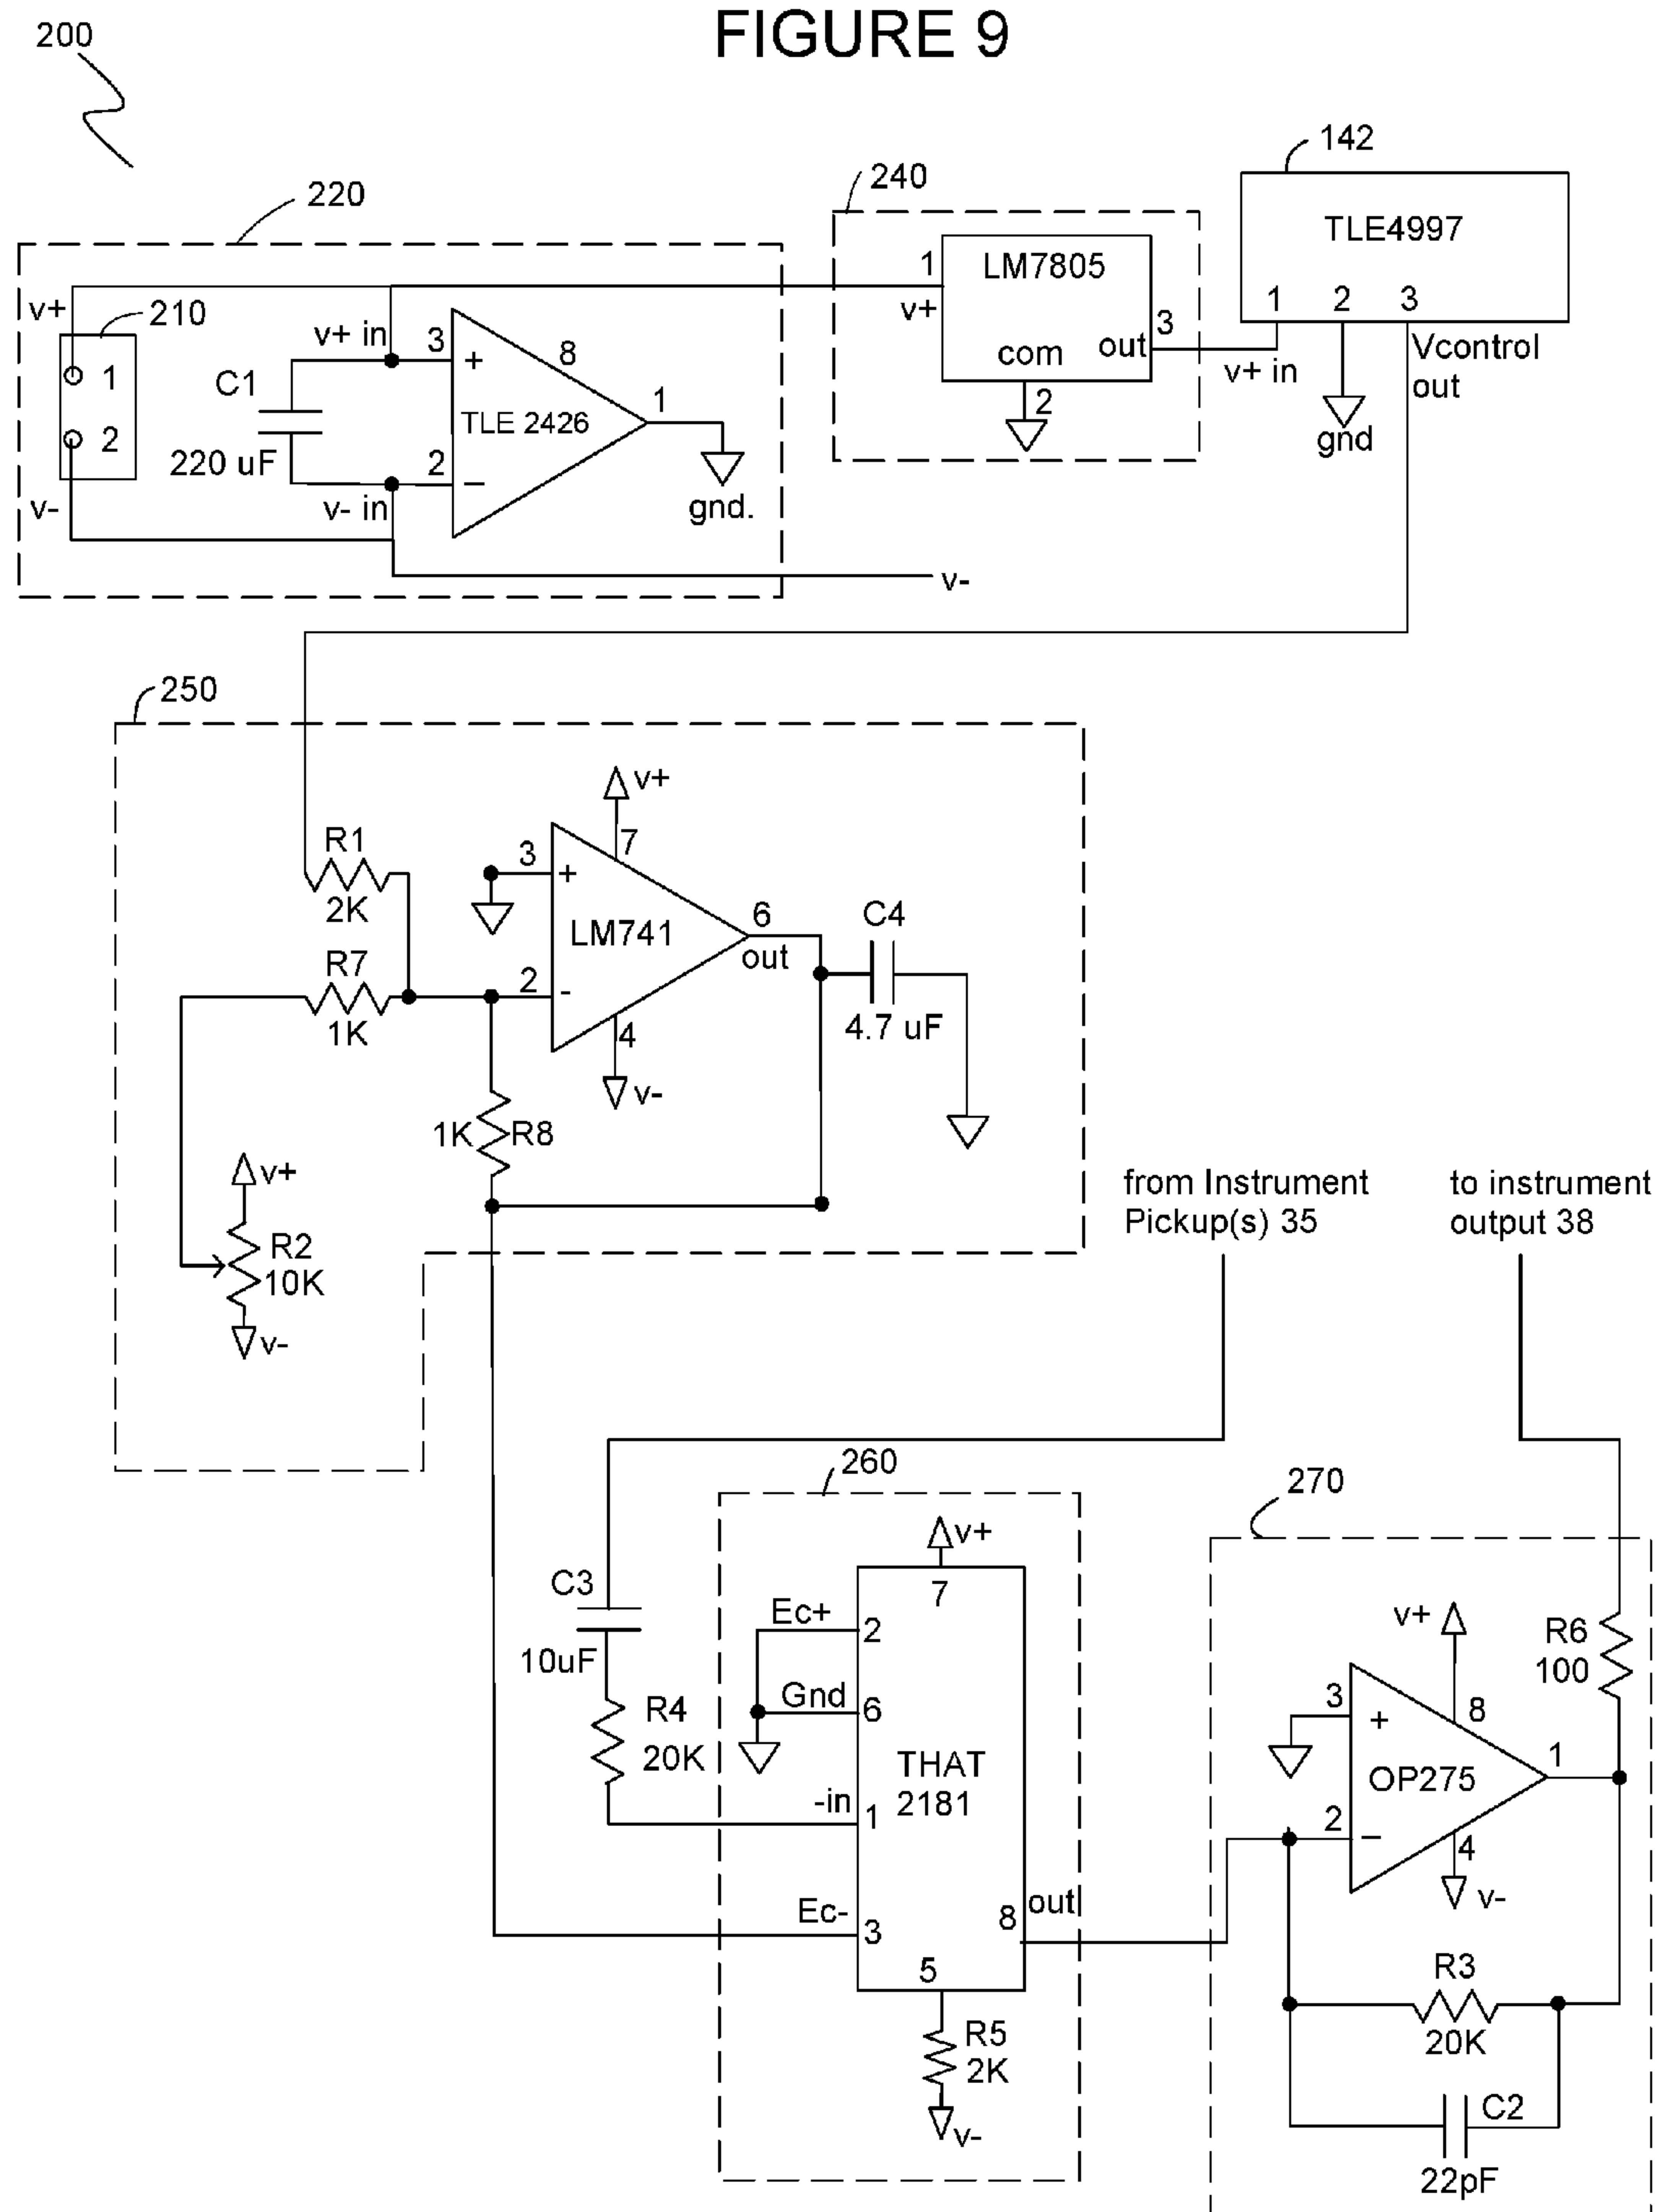 FIGURE 9
200
220
240
142
v+
210
1
2
v-
C1
220 uF
v+ in
3
+
8
TLE 2426
1
2
−
v- in
gnd.
v-
1
v+
LM7805
com
out
3
2
v+ in
TLE4997
1 2 3
gnd
Vcontrol
out
250
R1
2K
R7
1K
3
+
v+
7
LM741
6
out
2
-
4
v-
C4
4.7 uF
1K
R8
v+
R2
10K
v-
from Instrument
Pickup(s) 35
to instrument
output 38
260
270
C3
10uF
R4
20K
v+
7
Ec+
2
Gnd
6
THAT
2181
-in
1
Ec-
3
8
out
5
R5
2K
v-
v+
8
3
+
OP275
1
2
−
4
v-
R6
100
R3
20K
C2
22pF